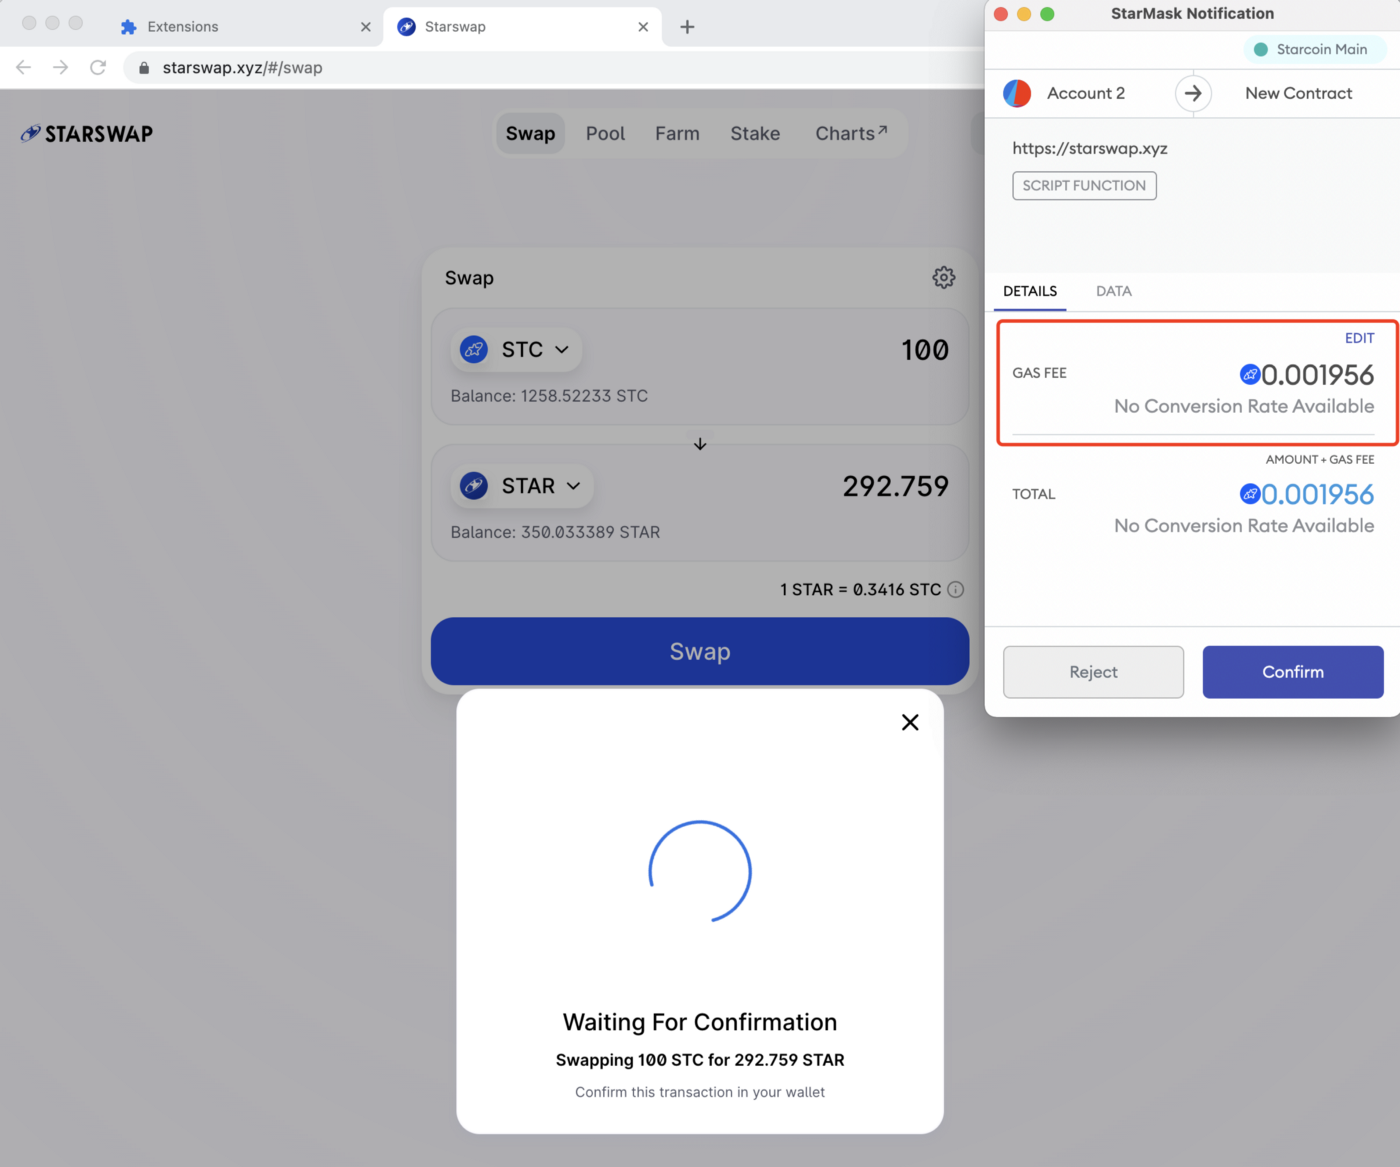 Extensions
Starswap
starswap.xyz/#/swap
STARSWAP
Swap Pool Farm Stake Charts↗
Swap
STC 100
Balance: 1258.52233 STC
STAR 292.759
Balance: 350.033389 STAR
1 STAR = 0.3416 STC
Swap
Waiting For Confirmation
Swapping 100 STC for 292.759 STAR
Confirm this transaction in your wallet
StarMask Notification
Starcoin Main
Account 2 New Contract
https://starswap.xyz
SCRIPT FUNCTION
DETAILS DATA
EDIT
GAS FEE 0.001956
No Conversion Rate Available
AMOUNT + GAS FEE
TOTAL 0.001956
No Conversion Rate Available
Reject Confirm